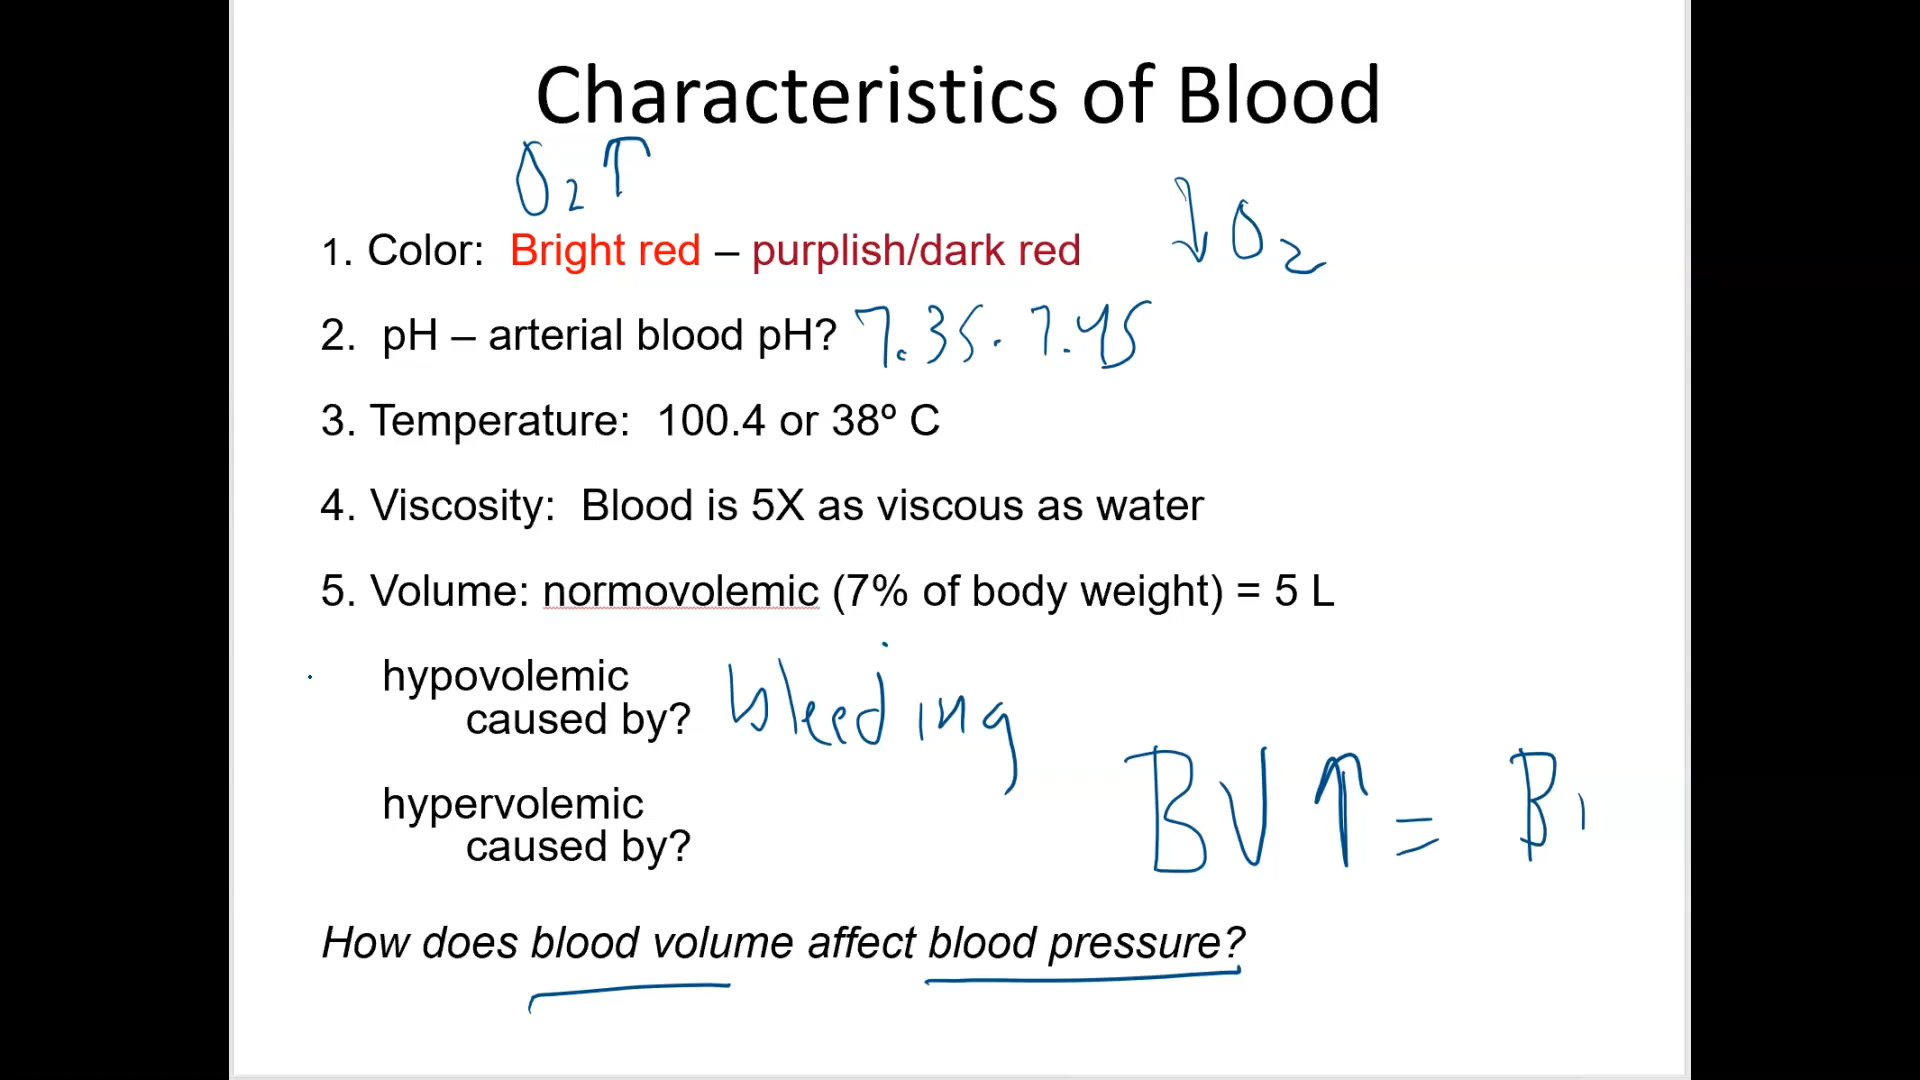 Characteristics of Blood
O2 ↑
↓ O2
1. Color: Bright red – purplish/dark red
2. pH – arterial blood pH? 7.35 - 7.45
3. Temperature: 100.4 or 38º C
4. Viscosity: Blood is 5X as viscous as water
5. Volume: normovolemic (7% of body weight) = 5 L
hypovolemic
caused by? bleeding
hypervolemic
caused by?
BV ↑ = B
How does blood volume affect blood pressure?